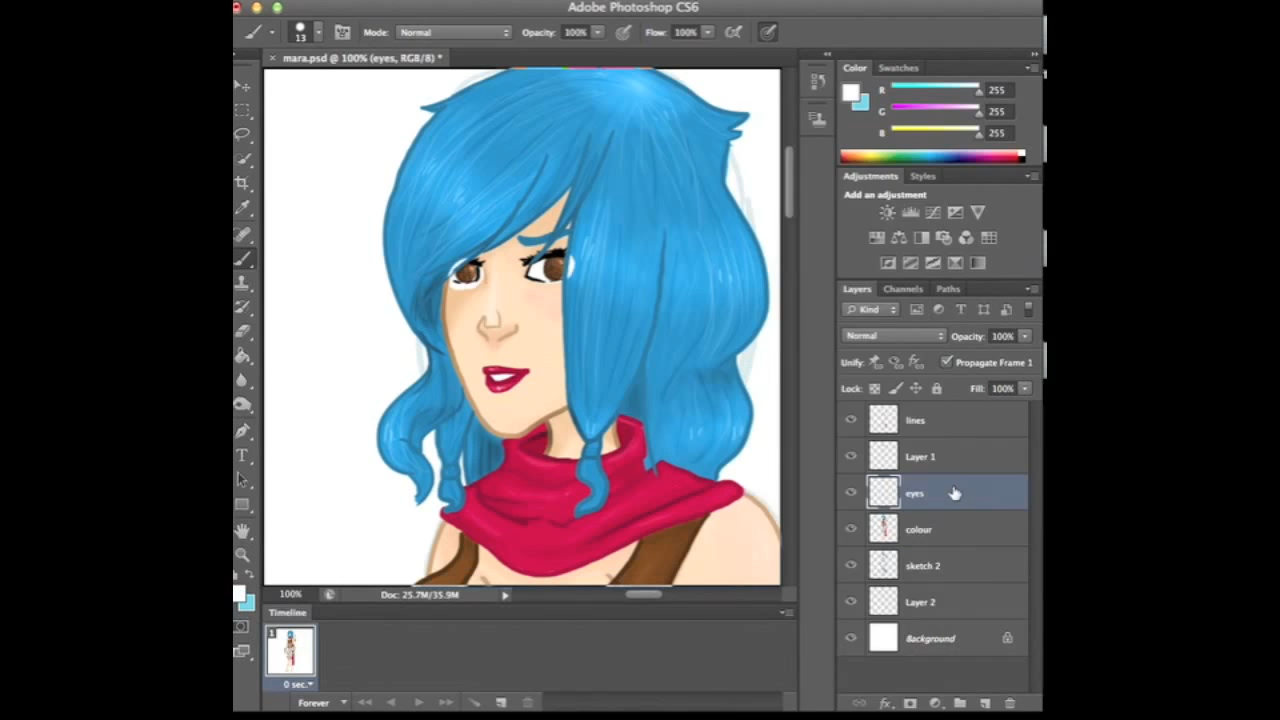 Adobe Photoshop CS6
13 Mode: Normal Opacity: 100% Flow: 100%
× mara.psd @ 100% (eyes, RGB/8) *
Color Swatches
R 255
G 255
B 255
Adjustments Styles
Add an adjustment
Layers Channels Paths
Kind
Normal Opacity: 100%
Unify: Propagate Frame 1
Lock: Fill: 100%
lines
Layer 1
eyes
colour
sketch 2
Layer 2
Background
100% Doc: 25.7M/35.9M
Timeline
1
0 sec.
Forever